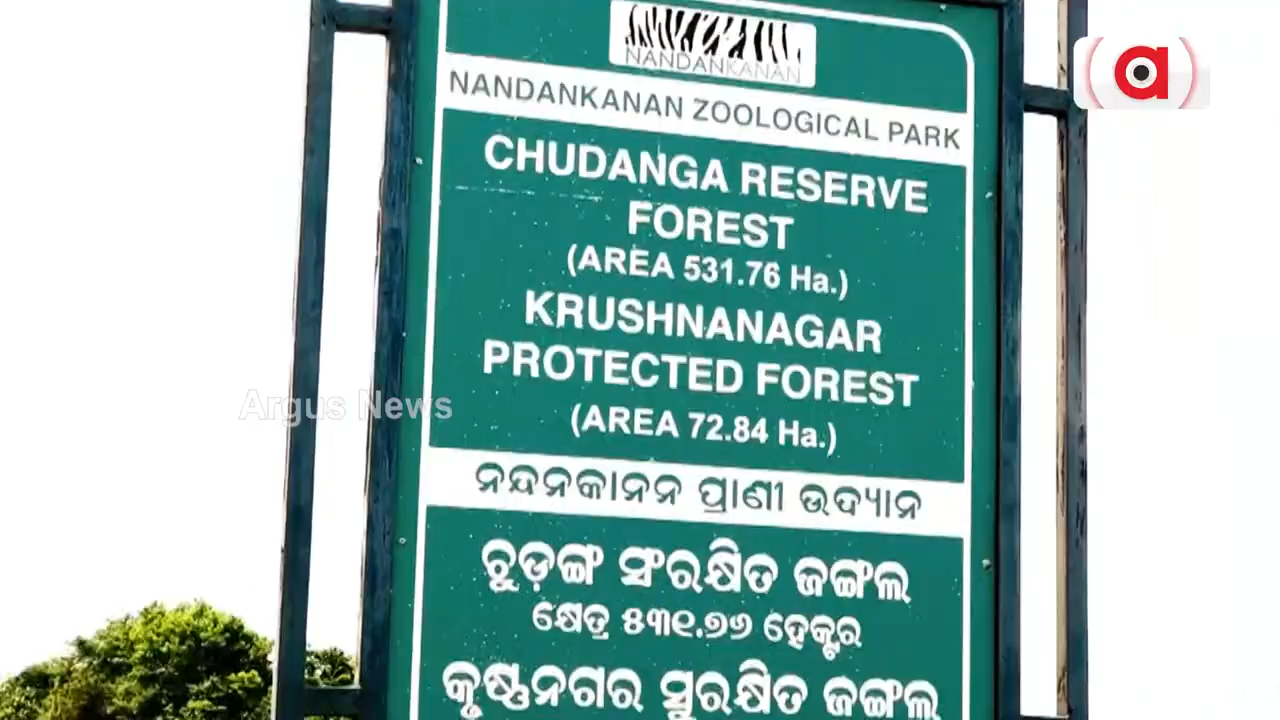 NANDANKANAN
NANDANKANAN ZOOLOGICAL PARK
CHUDANGA RESERVE
FOREST
(AREA 531.76 Ha.)
KRUSHNANAGAR
PROTECTED FOREST
(AREA 72.84 Ha.)
Argus News
ନନ୍ଦନକାନନ ପ୍ରାଣୀ ଉଦ୍ୟାନ
ଚୁଡ଼ଙ୍ଗ ସଂରକ୍ଷିତ ଜଙ୍ଗଲ
କ୍ଷେତ୍ର ୫୩୧.୭୬ ହେକ୍ଟର
କୃଷ୍ଣନଗର ସୁରକ୍ଷିତ ଜଙ୍ଗଲ